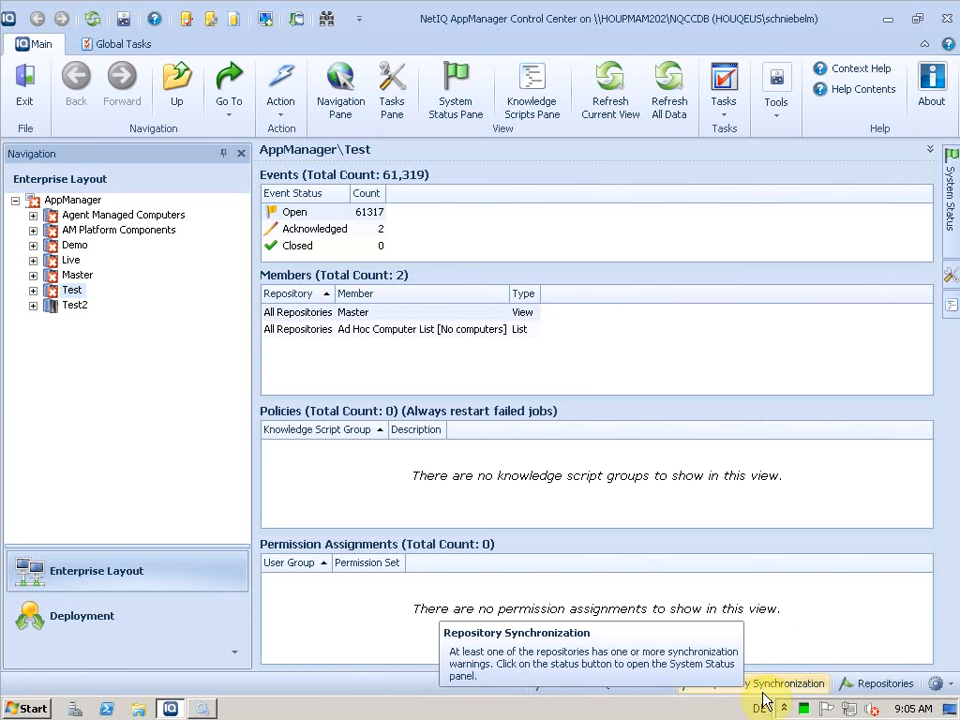 NetIQ AppManager Control Center on \\HOUPMAM202\NQCCDB (HOUQEUS\schniebelm)
Main
Global Tasks
Exit
Back
Forward
Up
Go To
Action
Navigation Pane
Tasks Pane
System Status Pane
Knowledge Scripts Pane
Refresh Current View
Refresh All Data
Tasks
Tools
Context Help
Help Contents
About
File
Navigation
Action
View
Tasks
Help
Navigation
Enterprise Layout
AppManager
Agent Managed Computers
AM Platform Components
Demo
Live
Master
Test
Test2
Enterprise Layout
Deployment
AppManager\Test
Events (Total Count: 61,319)
Event Status Count
Open 61317
Acknowledged 2
Closed 0
Members (Total Count: 2)
Repository Member Type
All Repositories Master View
All Repositories Ad Hoc Computer List [No computers] List
Policies (Total Count: 0) (Always restart failed jobs)
Knowledge Script Group Description
There are no knowledge script groups to show in this view.
Permission Assignments (Total Count: 0)
User Group Permission Set
There are no permission assignments to show in this view.
Repository Synchronization
At least one of the repositories has one or more synchronization
warnings. Click on the status button to open the System Status
panel.
System Status
Synchronization
Repositories
Start
DE
9:05 AM